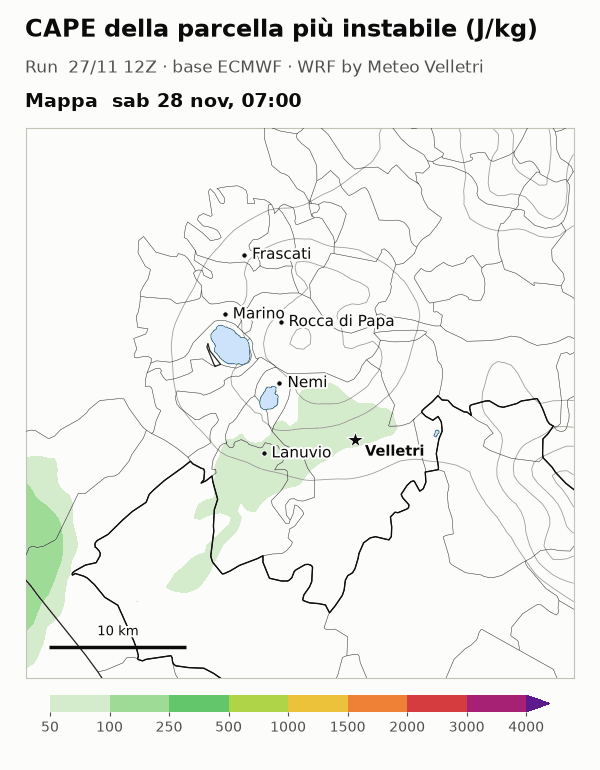 CAPE della parcella più instabile (J/kg)
Run  27/11 12Z · base ECMWF · WRF by Meteo Velletri
Mappa  sab 28 nov, 07:00
Frascati
Marino
Rocca di Papa
Nemi
Lanuvio
Velletri
10 km
50 100 250 500 1000 1500 2000 3000 4000